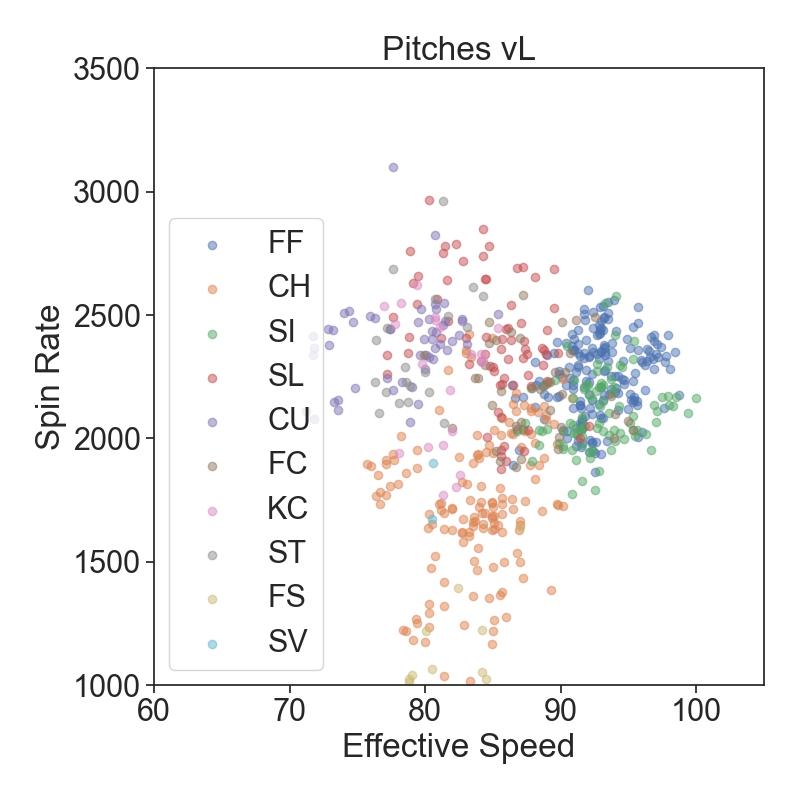 Pitches vL
3500
3000
2500
2000
1500
1000
Spin Rate
FF
CH
SI
SL
CU
FC
KC
ST
FS
SV
60 70 80 90 100
Effective Speed